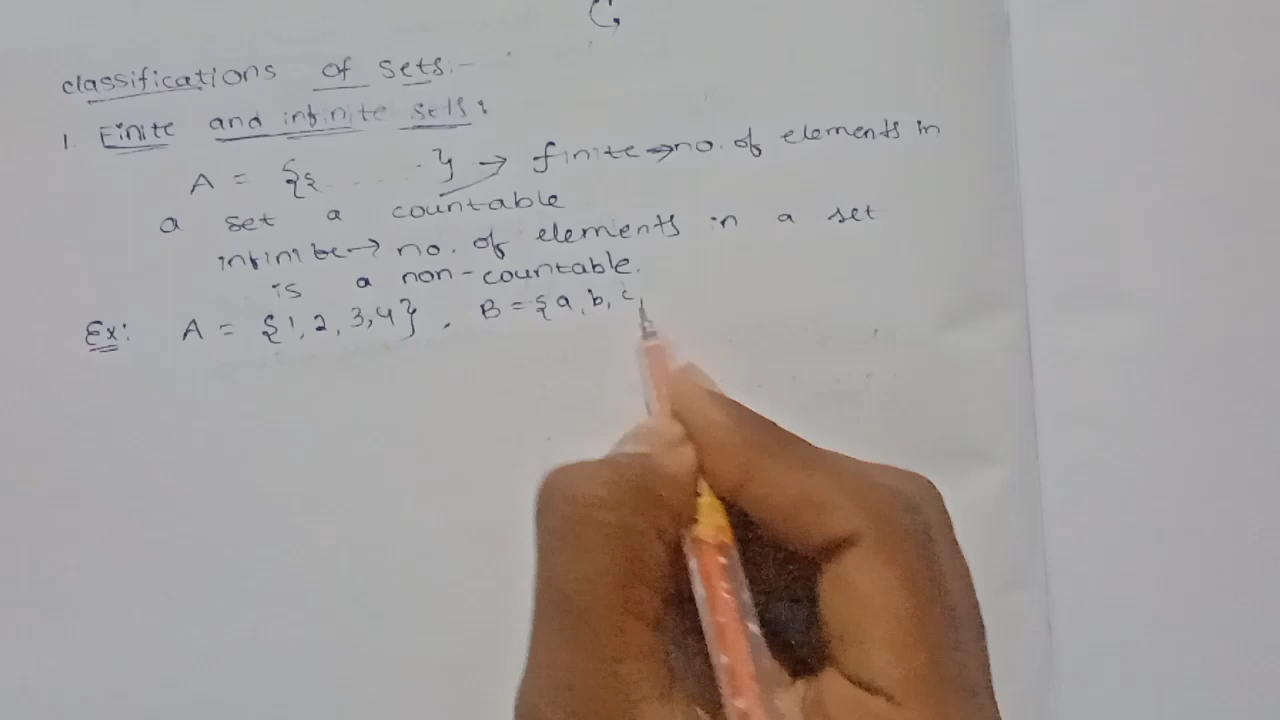 classifications of sets:-
1. Finite and infinite sets:
A = {{ ..... } → finite → no. of elements in
a set a countable
infinite → no. of elements in a set
is a non-countable.
Ex: A = {1, 2, 3, 4} , B = {a, b, c,